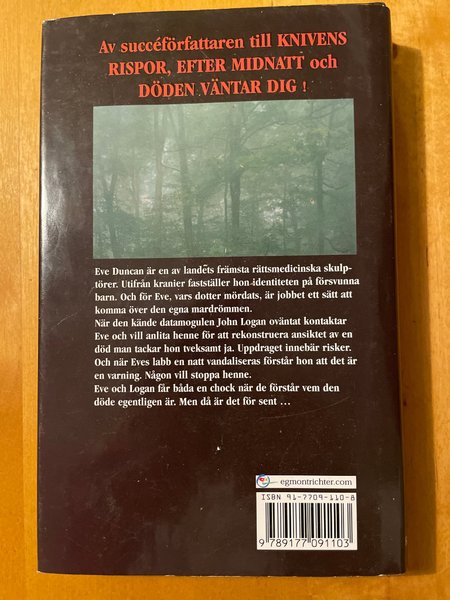 Av succéförfattaren till KNIVENS
RISPOR, EFTER MIDNATT och
DÖDEN VÄNTAR DIG !
Eve Duncan är en av landets främsta rättsmedicinska skulp-
törer. Utifrån kranier fastställer hon identiteten på försvunna
barn. Och för Eve, vars dotter mördats, är jobbet ett sätt att
komma över den egna mardrömmen.
När den kände datamogulen John Logan oväntat kontaktar
Eve och vill anlita henne för att rekonstruera ansiktet av en
död man tackar hon tveksamt ja. Uppdraget innebär risker.
Och när Eves labb en natt vandaliseras förstår hon att det är
en varning. Någon vill stoppa henne.
Eve och Logan får båda en chock när de förstår vem den
döde egentligen är. Men då är det för sent ...
egmontrichter.com
ISBN 91-7709-110-8
9 789177 091103